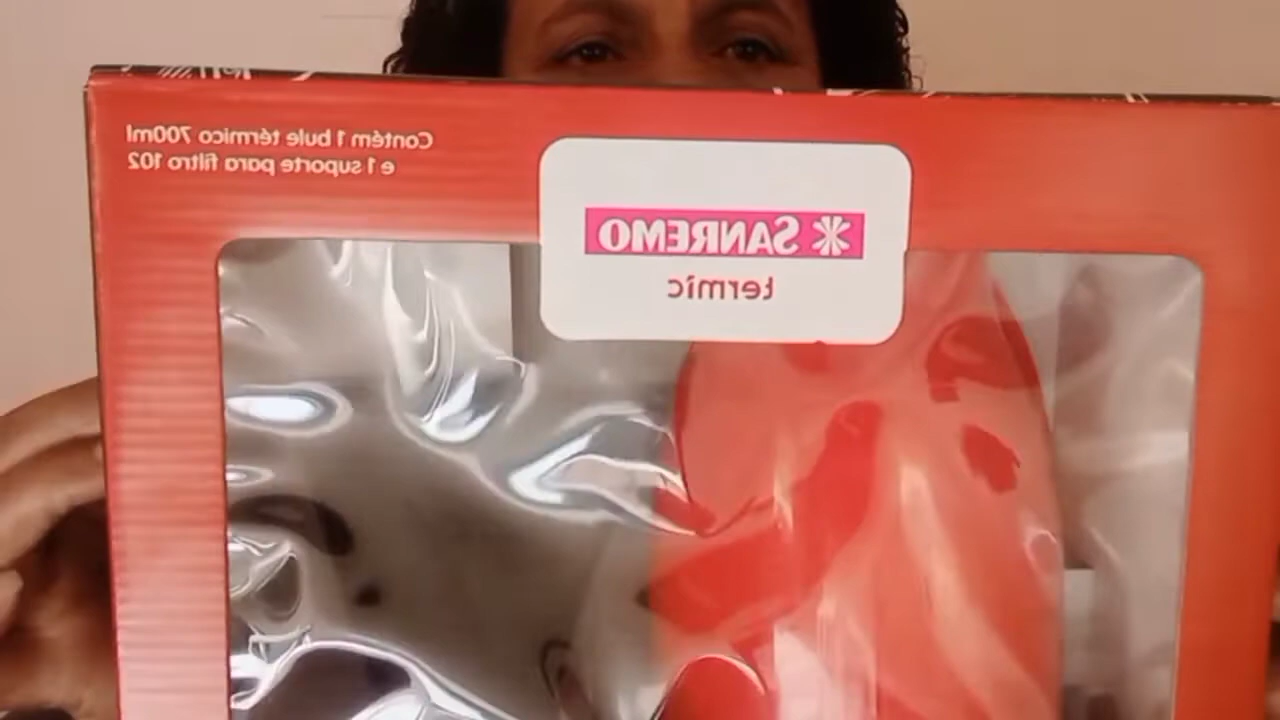 Contém 1 bule térmico 700ml
e 1 suporte para filtro 102
SANREMO
termic